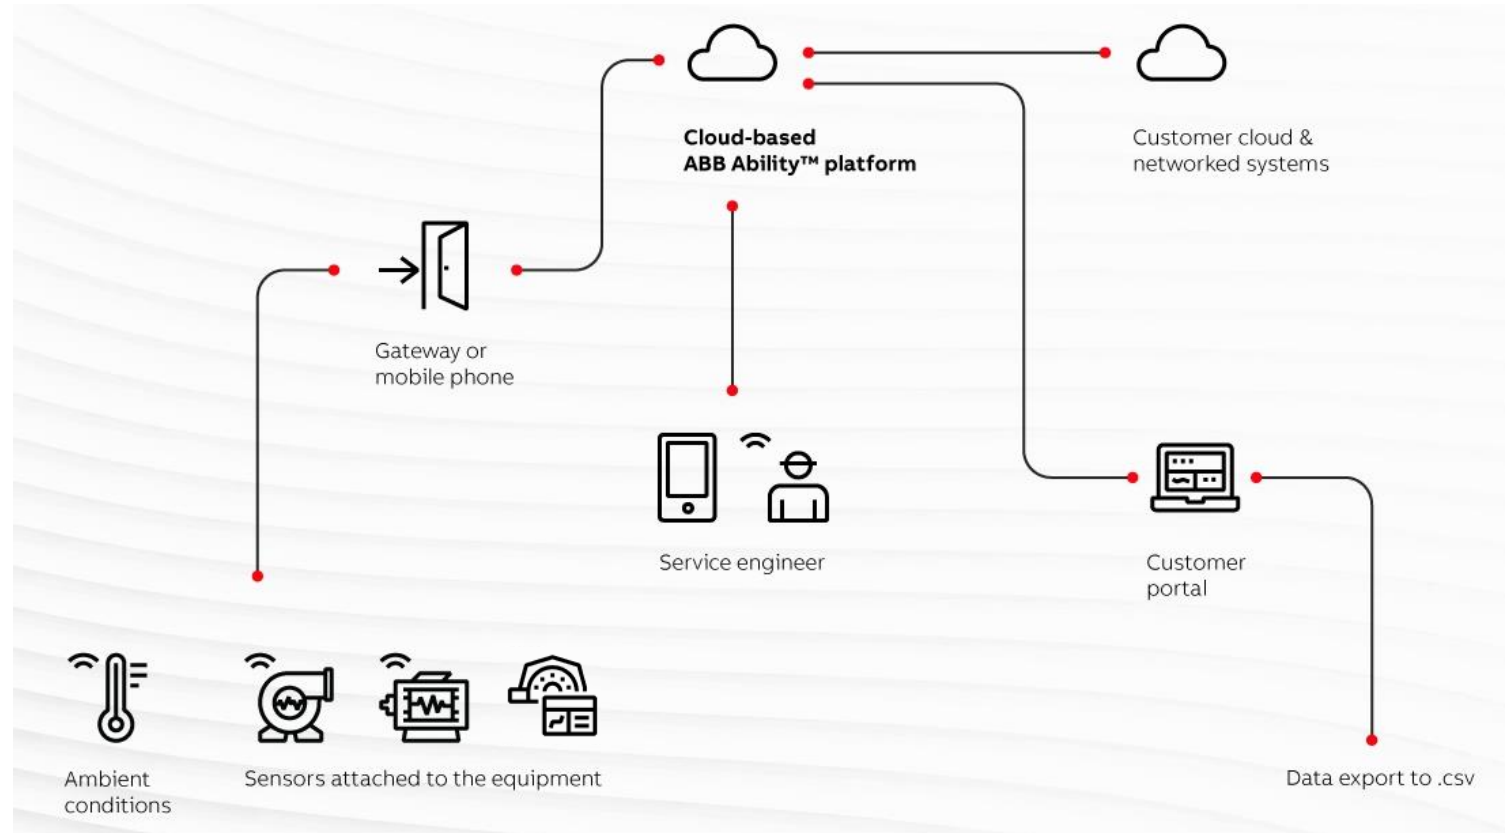 Cloud-based
ABB Ability™ platform
Customer cloud &
networked systems
Gateway or
mobile phone
Service engineer
Customer
portal
Ambient
conditions
Sensors attached to the equipment
Data export to .csv